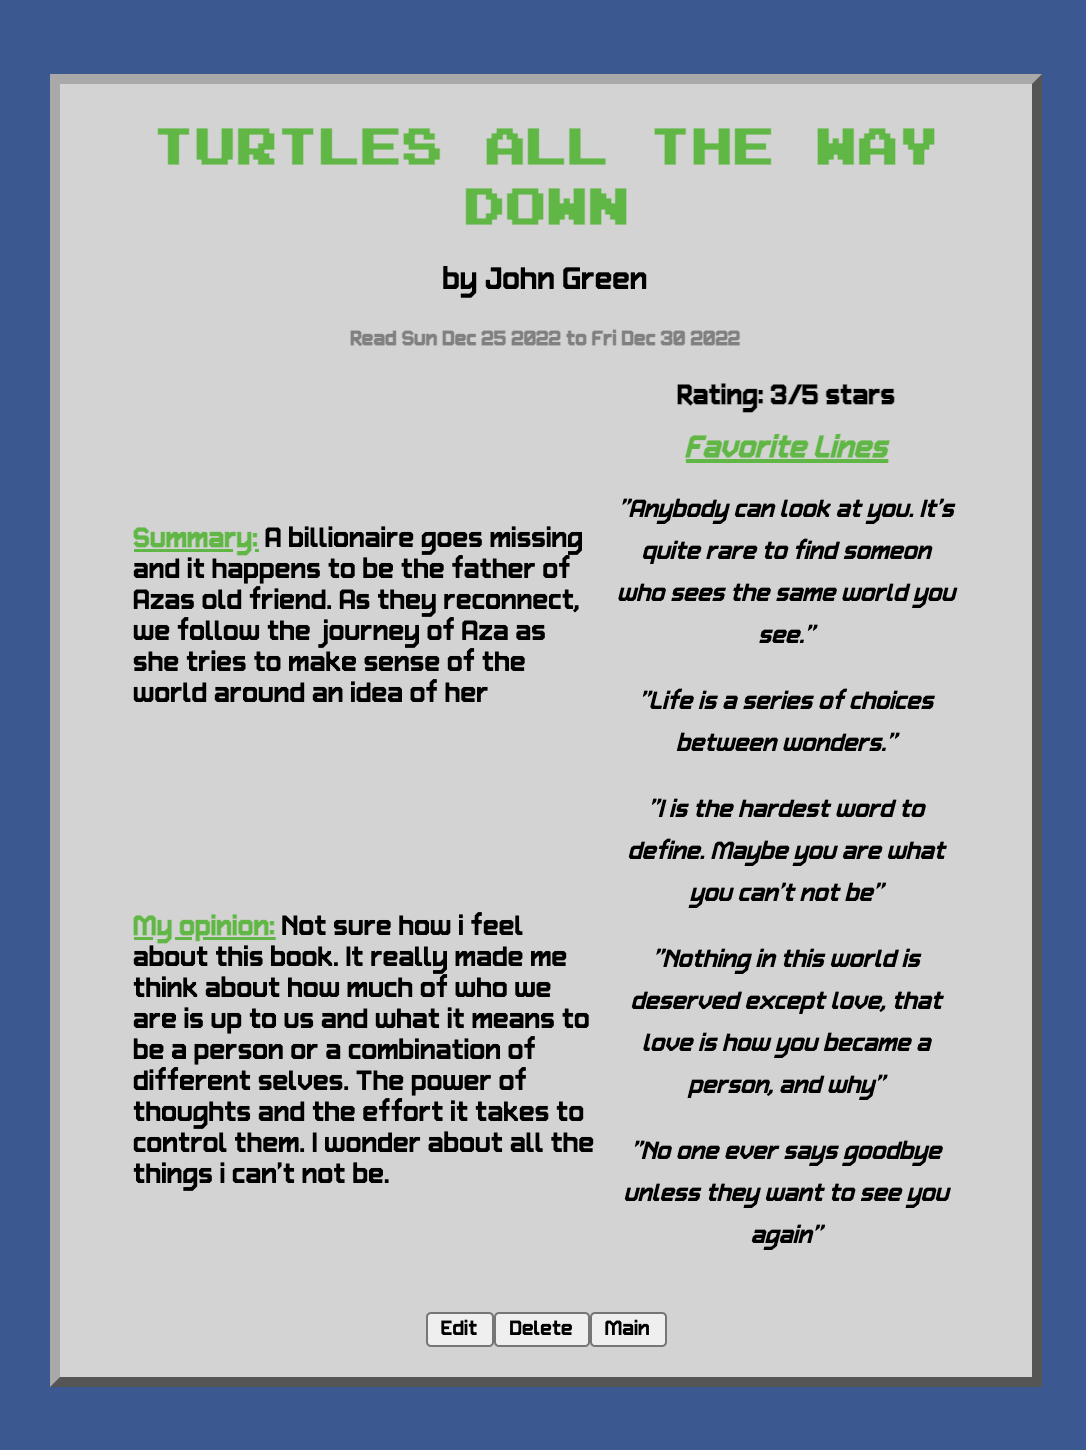 TURTLES ALL THE WAY
DOWN
by John Green
Read Sun Dec 25 2022 to Fri Dec 30 2022
Summary: A billionaire goes missing
and it happens to be the father of
Azas old friend. As they reconnect,
we follow the journey of Aza as
she tries to make sense of the
world around an idea of her
My opinion: Not sure how i feel
about this book. It really made me
think about how much of who we
are is up to us and what it means to
be a person or a combination of
different selves. The power of
thoughts and the effort it takes to
control them. I wonder about all the
things i can't not be.
Rating: 3/5 stars
Favorite Lines
"Anybody can look at you. It's
quite rare to find someon
who sees the same world you
see."
"Life is a series of choices
between wonders."
"I is the hardest word to
define. Maybe you are what
you can't not be"
"Nothing in this world is
deserved except love, that
love is how you became a
person, and why"
"No one ever says goodbye
unless they want to see you
again"
Edit Delete Main